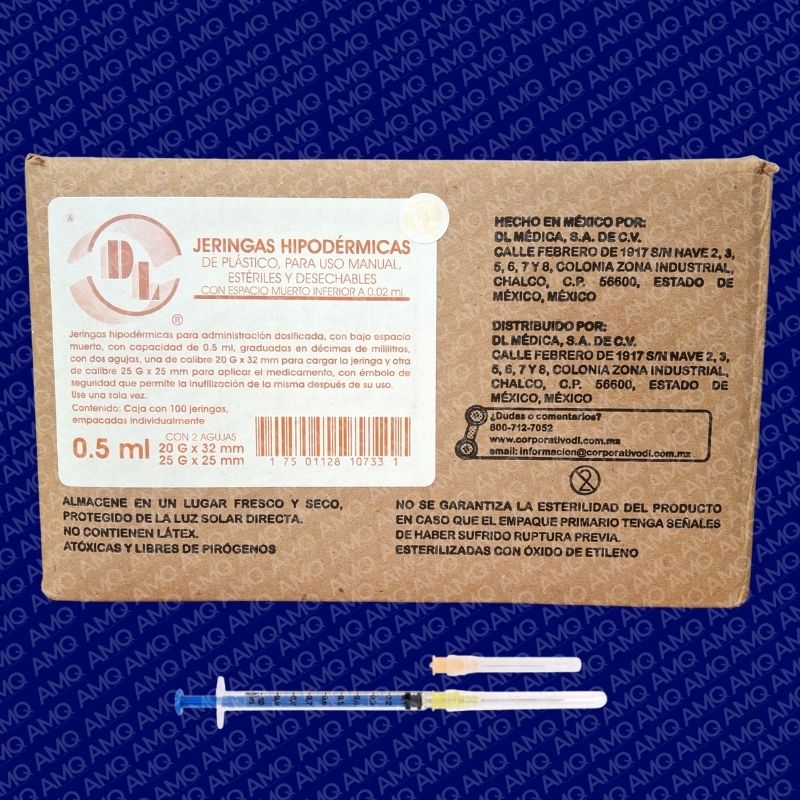 DL
®
JERINGAS HIPODÉRMICAS
DE PLÁSTICO, PARA USO MANUAL,
ESTÉRILES Y DESECHABLES
CON ESPACIO MUERTO INFERIOR A 0.02 ml
Jeringas hipodérmicas para administración dosificada, con bajo espacio
muerto, con capacidad de 0.5 ml, graduadas en décimas de mililitros,
con dos agujas, una de calibre 20 G x 32 mm para cargar la jeringa y otra
de calibre 25 G x 25 mm para aplicar el medicamento, con émbolo de
seguridad que permite la inutilización de la misma después de su uso.
Use una sola vez.
Contenido: Caja con 100 jeringas,
empacadas individualmente
0.5 ml
CON 2 AGUJAS
20 G x 32 mm
25 G x 25 mm
1 75 01128 10733 1
HECHO EN MÉXICO POR:
DL MÉDICA, S.A. DE C.V.
CALLE FEBRERO DE 1917 S/N NAVE 2, 3,
5, 6, 7 Y 8, COLONIA ZONA INDUSTRIAL,
CHALCO, C.P. 56600, ESTADO DE
MÉXICO, MÉXICO
DISTRIBUIDO POR:
DL MÉDICA, S.A. DE C.V.
CALLE FEBRERO DE 1917 S/N NAVE 2, 3,
5, 6, 7 Y 8, COLONIA ZONA INDUSTRIAL,
CHALCO, C.P. 56600, ESTADO DE
MÉXICO, MÉXICO
¿Dudas o comentarios?
800-712-7052
www.corporativodl.com.mx
email: informacion@corporativodl.com.mx
2
ALMACENE EN UN LUGAR FRESCO Y SECO,
PROTEGIDO DE LA LUZ SOLAR DIRECTA.
NO CONTIENEN LÁTEX.
ATÓXICAS Y LIBRES DE PIRÓGENOS
NO SE GARANTIZA LA ESTERILIDAD DEL PRODUCTO
EN CASO QUE EL EMPAQUE PRIMARIO TENGA SEÑALES
DE HABER SUFRIDO RUPTURA PREVIA.
ESTERILIZADAS CON ÓXIDO DE ETILENO
AMQ